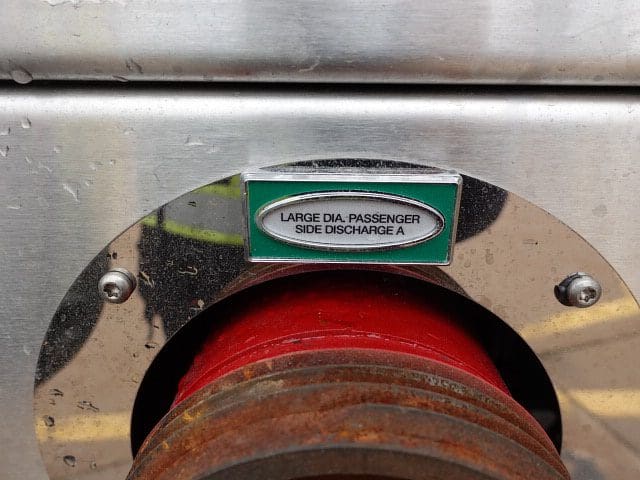 LARGE DIA. PASSENGER
SIDE DISCHARGE A